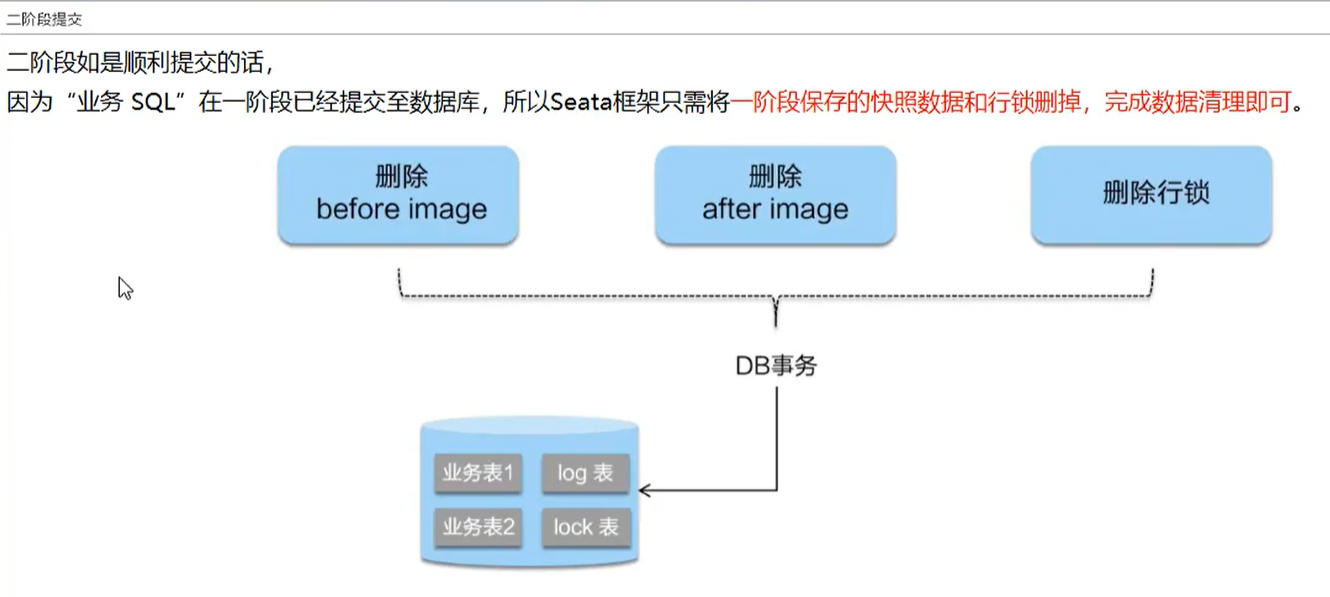 二阶段提交
二阶段如是顺利提交的话，
因为“业务 SQL”在一阶段已经提交至数据库，所以Seata框架只需将一阶段保存的快照数据和行锁删掉，完成数据清理即可。
删除
before image
删除
after image
删除行锁
DB事务
业务表1
log 表
业务表2
lock 表